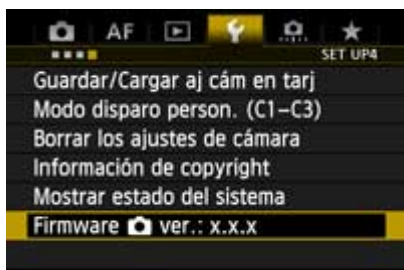 AF
SET UP4
Guardar/Cargar aj cám en tarj
Modo disparo person. (C1–C3)
Borrar los ajustes de cámara
Información de copyright
Mostrar estado del sistema
Firmware ver.: x.x.x